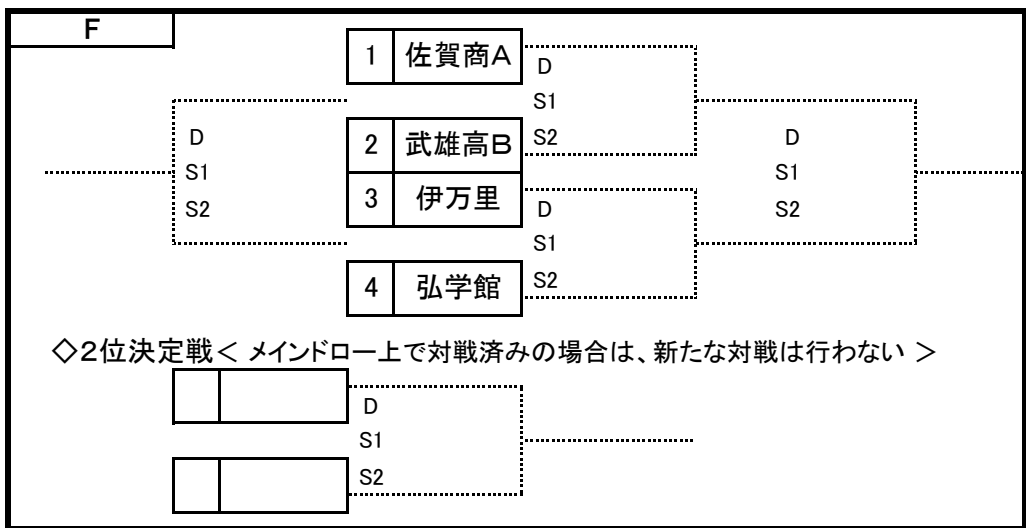 F
1 佐賀商A D
S1
D 2 武雄高B S2 D
S1 S1
S2 3 伊万里 D S2
S1
4 弘学館 S2
◇2位決定戦＜ メインドロー上で対戦済みの場合は、新たな対戦は行わない ＞
D
S1
S2